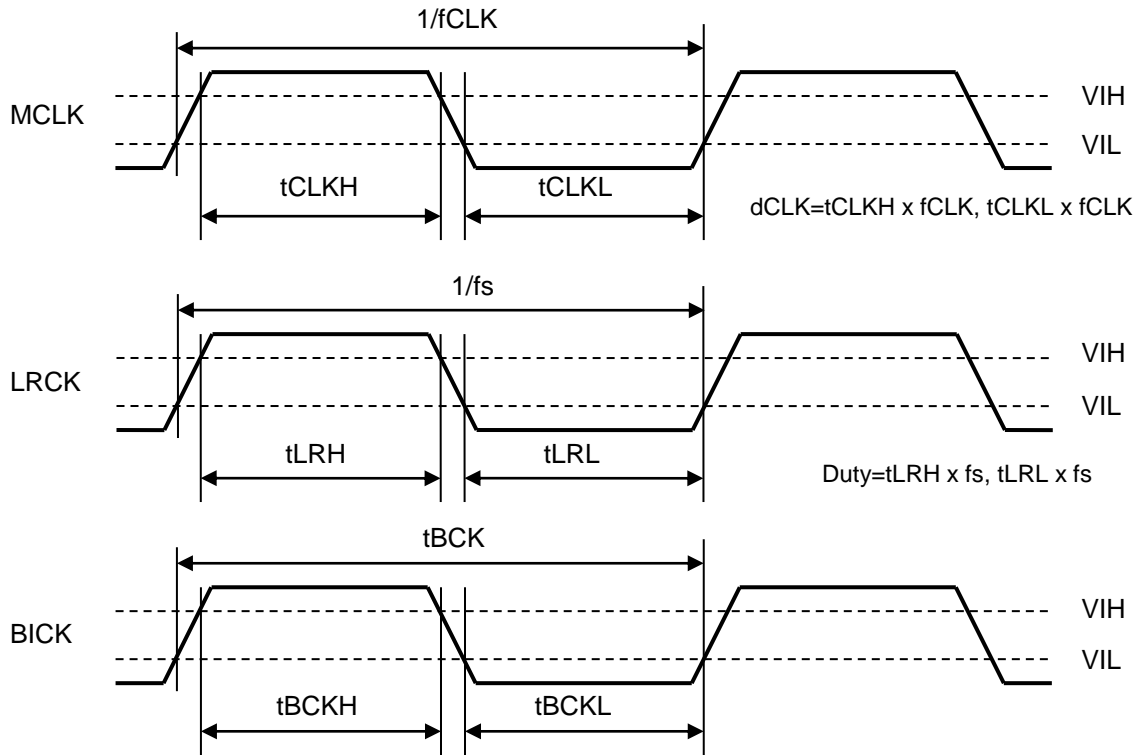 1/fCLK
MCLK
VIH
VIL
tCLKH
tCLKL
dCLK=tCLKH x fCLK, tCLKL x fCLK
1/fs
LRCK
VIH
VIL
tLRH
tLRL
Duty=tLRH x fs, tLRL x fs
tBCK
BICK
VIH
VIL
tBCKH
tBCKL